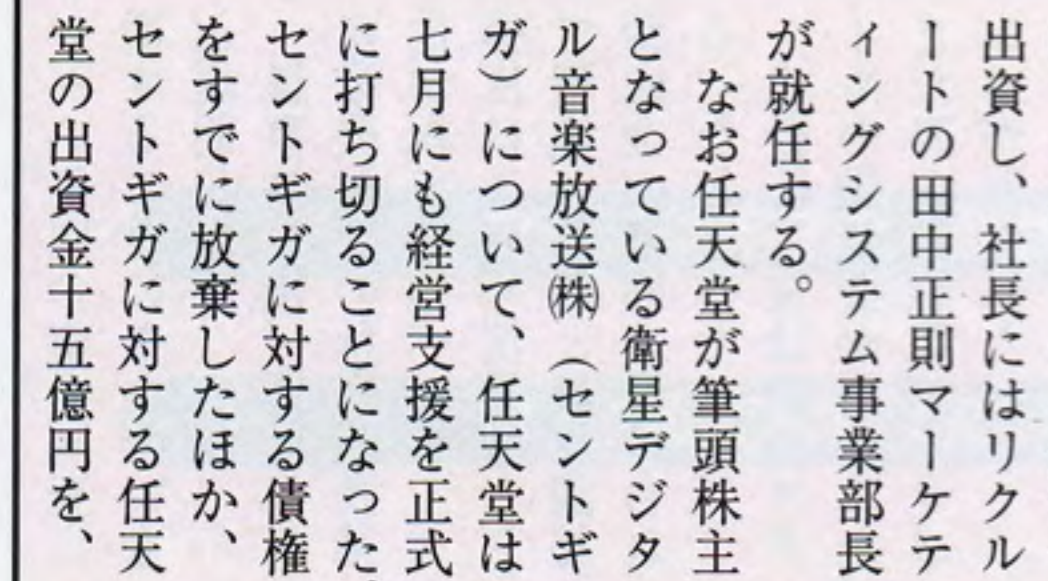 出資し、社長にはリクル
ートの田中正則マーケテ
ィングシステム事業部長
が就任する。
なお任天堂が筆頭株主
となっている衛星デジタ
ル音楽放送㈱（セントギ
ガ）について、任天堂は
七月にも経営支援を正式
に打ち切ることになった。
セントギガに対する債権
をすでに放棄したほか、
セントギガに対する任天
堂の出資金十五億円を、